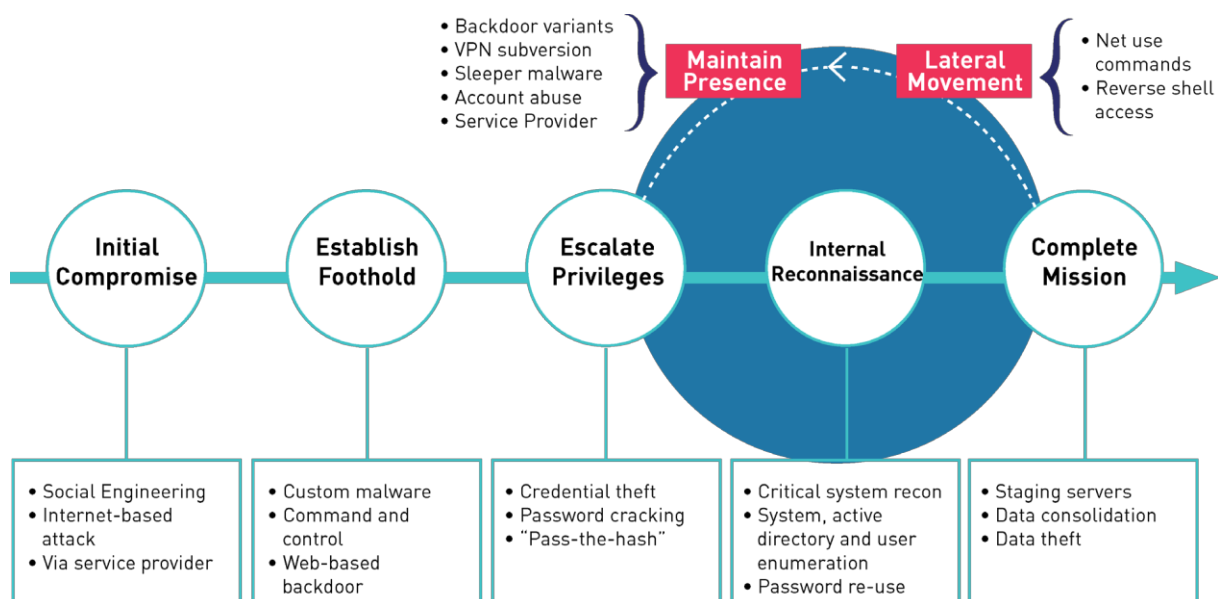 • Backdoor variants
• VPN subversion
• Sleeper malware
• Account abuse
• Service Provider
Maintain
Presence
Lateral
Movement
• Net use
commands
• Reverse shell
access
Initial
Compromise
Establish
Foothold
Escalate
Privileges
Internal
Reconnaissance
Complete
Mission
• Social Engineering
• Internet-based
attack
• Via service provider
• Custom malware
• Command and
control
• Web-based
backdoor
• Credential theft
• Password cracking
• “Pass-the-hash”
• Critical system recon
• System, active
directory and user
enumeration
• Password re-use
• Staging servers
• Data consolidation
• Data theft